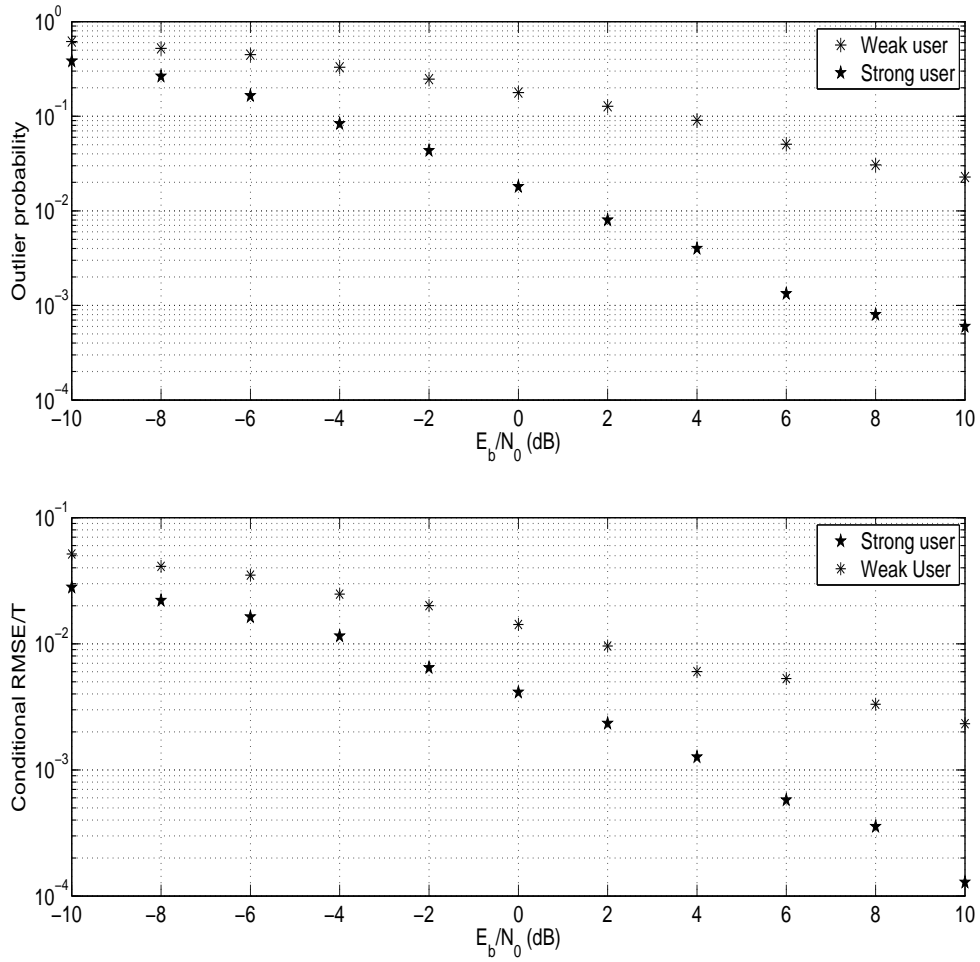 10^0
10^-1
10^-2
10^-3
10^-4
Outlier probability
Weak user
Strong user
−10 −8 −6 −4 −2 0 2 4 6 8 10
E_b/N_0 (dB)
10^-1
10^-2
10^-3
10^-4
Conditional RMSE/T
Strong user
Weak User
−10 −8 −6 −4 −2 0 2 4 6 8 10
E_b/N_0 (dB)